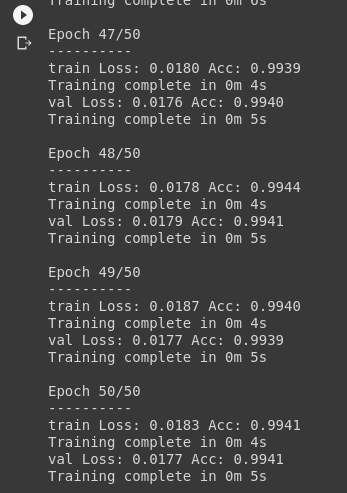 Training complete in 0m 6s
Epoch 47/50
----------
train Loss: 0.0180 Acc: 0.9939
Training complete in 0m 4s
val Loss: 0.0176 Acc: 0.9940
Training complete in 0m 5s
Epoch 48/50
----------
train Loss: 0.0178 Acc: 0.9944
Training complete in 0m 4s
val Loss: 0.0179 Acc: 0.9941
Training complete in 0m 5s
Epoch 49/50
----------
train Loss: 0.0187 Acc: 0.9940
Training complete in 0m 4s
val Loss: 0.0177 Acc: 0.9939
Training complete in 0m 5s
Epoch 50/50
----------
train Loss: 0.0183 Acc: 0.9941
Training complete in 0m 4s
val Loss: 0.0177 Acc: 0.9941
Training complete in 0m 5s